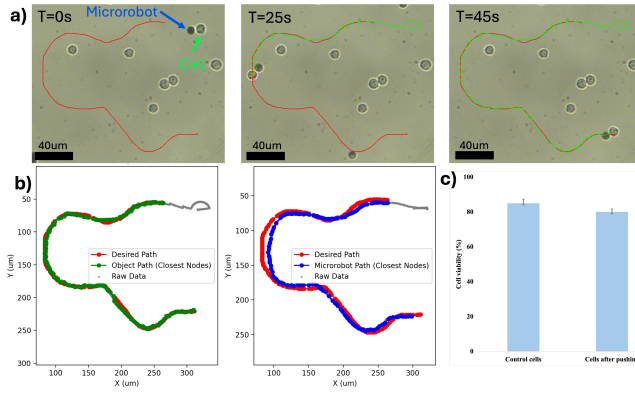 a)
T=0s
Microrobot
Cell
40um
T=25s
40um
T=45s
40um
b)
50
100
150
200
250
300
Y (um)
100
150
200
250
300
X (um)
Desired Path
Object Path (Closest Nodes)
Raw Data
50
100
150
200
250
Y (um)
100
150
200
250
300
X (um)
Desired Path
Microrobot Path (Closest Nodes)
Raw Data
c)
100
80
60
40
20
0
Cell viability (%)
Control cells
Cells after pushin